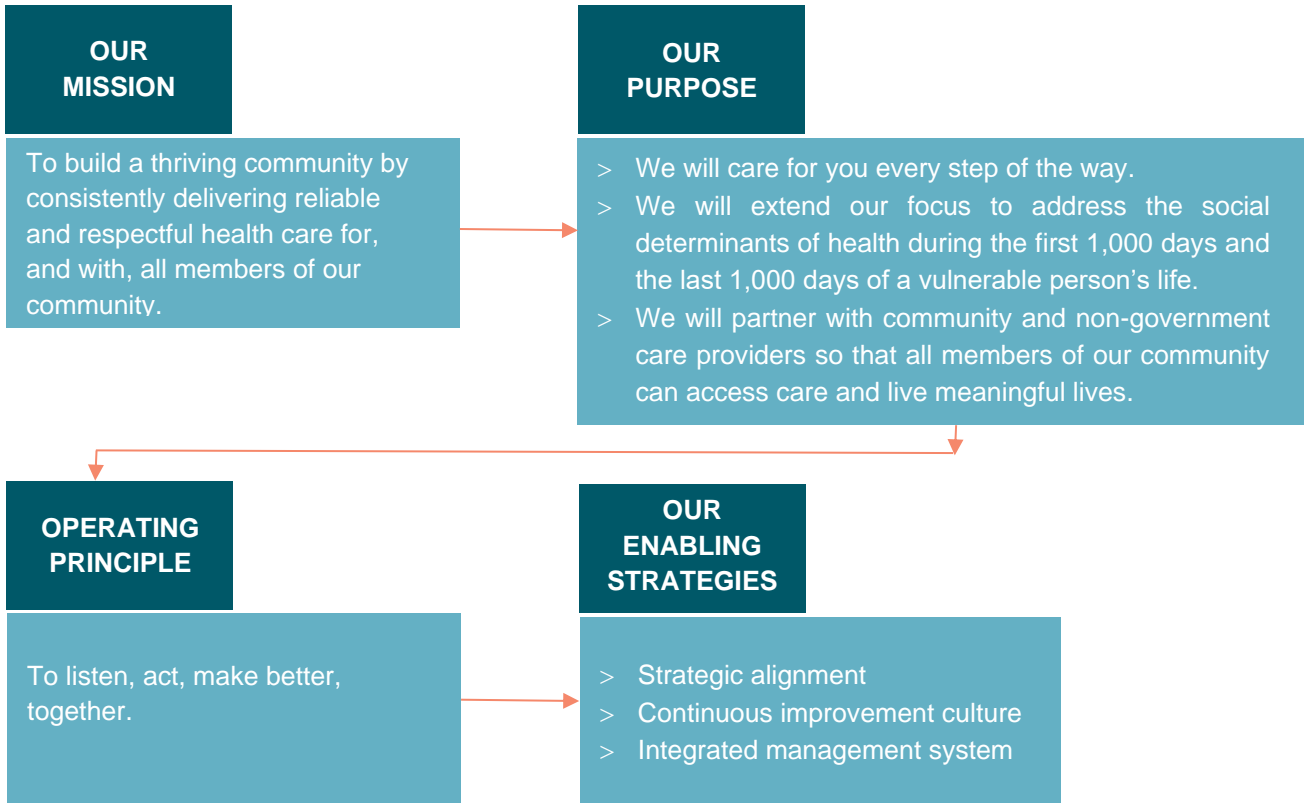 OUR
MISSION
To build a thriving community by
consistently delivering reliable
and respectful health care for,
and with, all members of our
community.
OUR
PURPOSE
> We will care for you every step of the way.
> We will extend our focus to address the social
determinants of health during the first 1,000 days and
the last 1,000 days of a vulnerable person’s life.
> We will partner with community and non-government
care providers so that all members of our community
can access care and live meaningful lives.
OPERATING
PRINCIPLE
To listen, act, make better,
together.
OUR
ENABLING
STRATEGIES
> Strategic alignment
> Continuous improvement culture
> Integrated management system